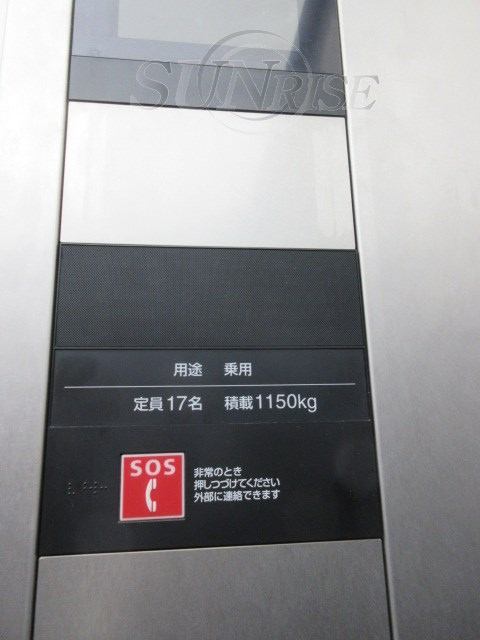 SUNRISE
用途 乗用
定員17名 積載1150kg
SOS
非常のとき
押しつづけてください
外部に連絡できます